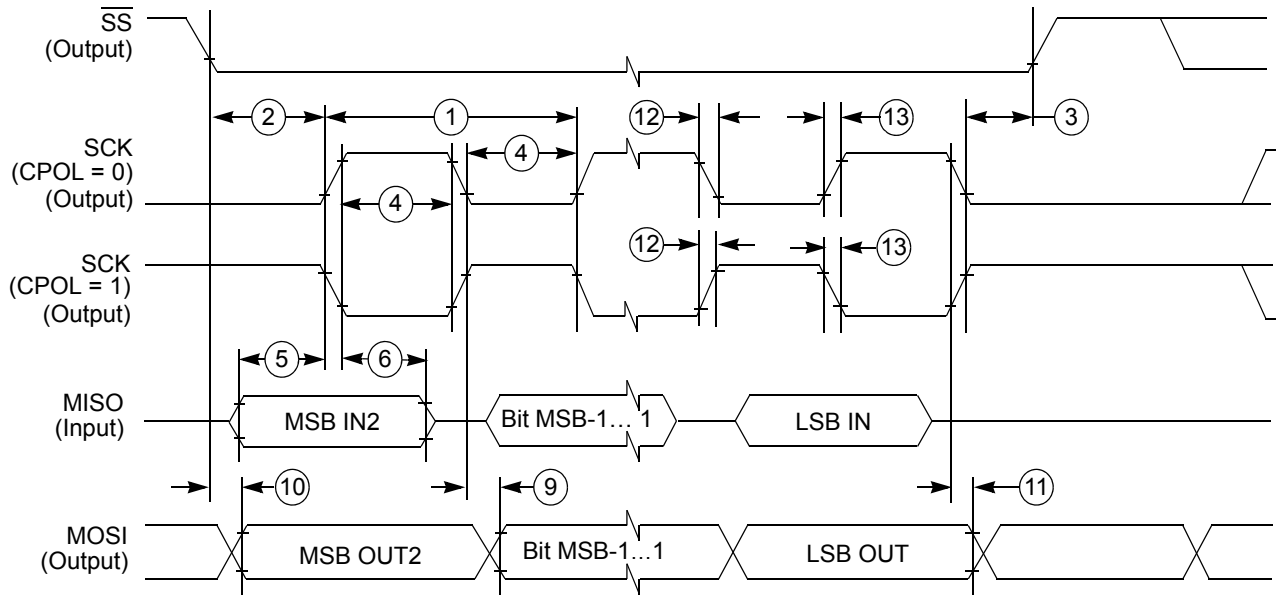 SS
(Output)
2
1
12
13
3
SCK
(CPOL = 0)
(Output)
4
4
SCK
(CPOL = 1)
(Output)
12
13
5
6
MISO
(Input)
MSB IN2
Bit MSB-1… 1
LSB IN
10
9
11
MOSI
(Output)
MSB OUT2
Bit MSB-1…1
LSB OUT